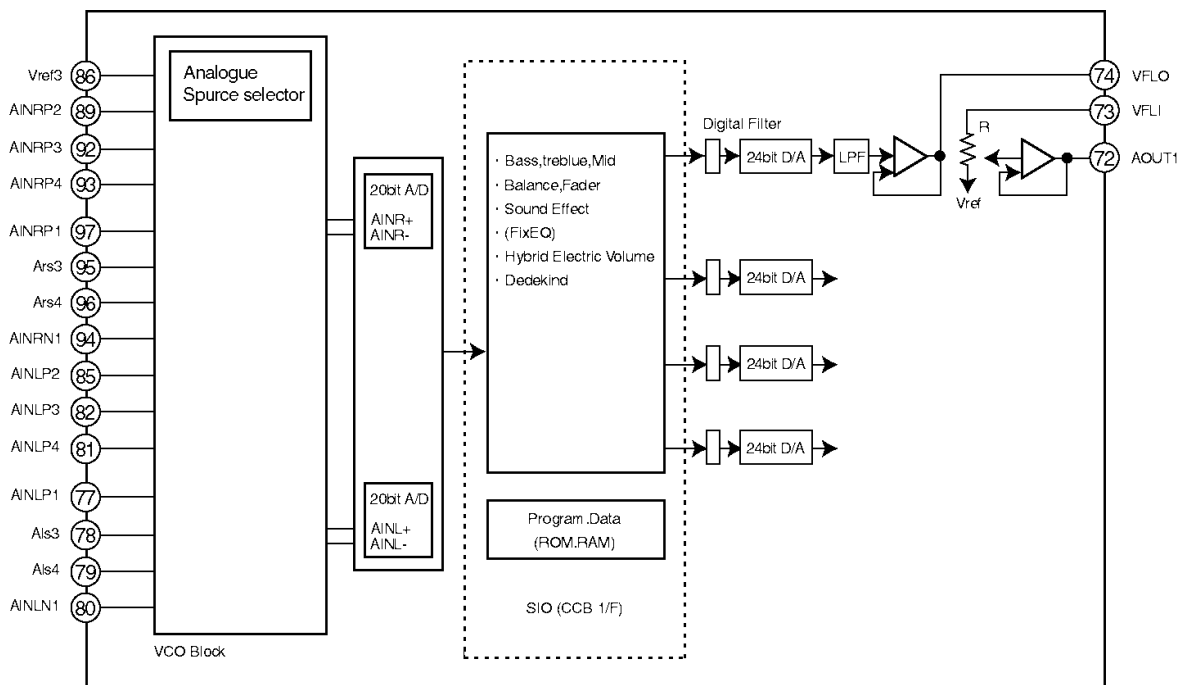 Vref3 86
AINRP2 89
AINRP3 92
AINRP4 93
AINRP1 97
Ars3 95
Ars4 96
AINRN1 94
AINLP2 85
AINLP3 82
AINLP4 81
AINLP1 77
Als3 78
Als4 79
AINLN1 80
Analogue
Spurce selector
VCO Block
20bit A/D
AINR+
AINR-
20bit A/D
AINL+
AINL-
· Bass,treblue,Mid
· Balance,Fader
· Sound Effect
· (FixEQ)
· Hybrid Electric Volume
· Dedekind
Program.Data
(ROM.RAM)
SIO (CCB 1/F)
Digital Filter
24bit D/A
LPF
24bit D/A
24bit D/A
24bit D/A
R
Vref
74 VFLO
73 VFLI
72 AOUT1